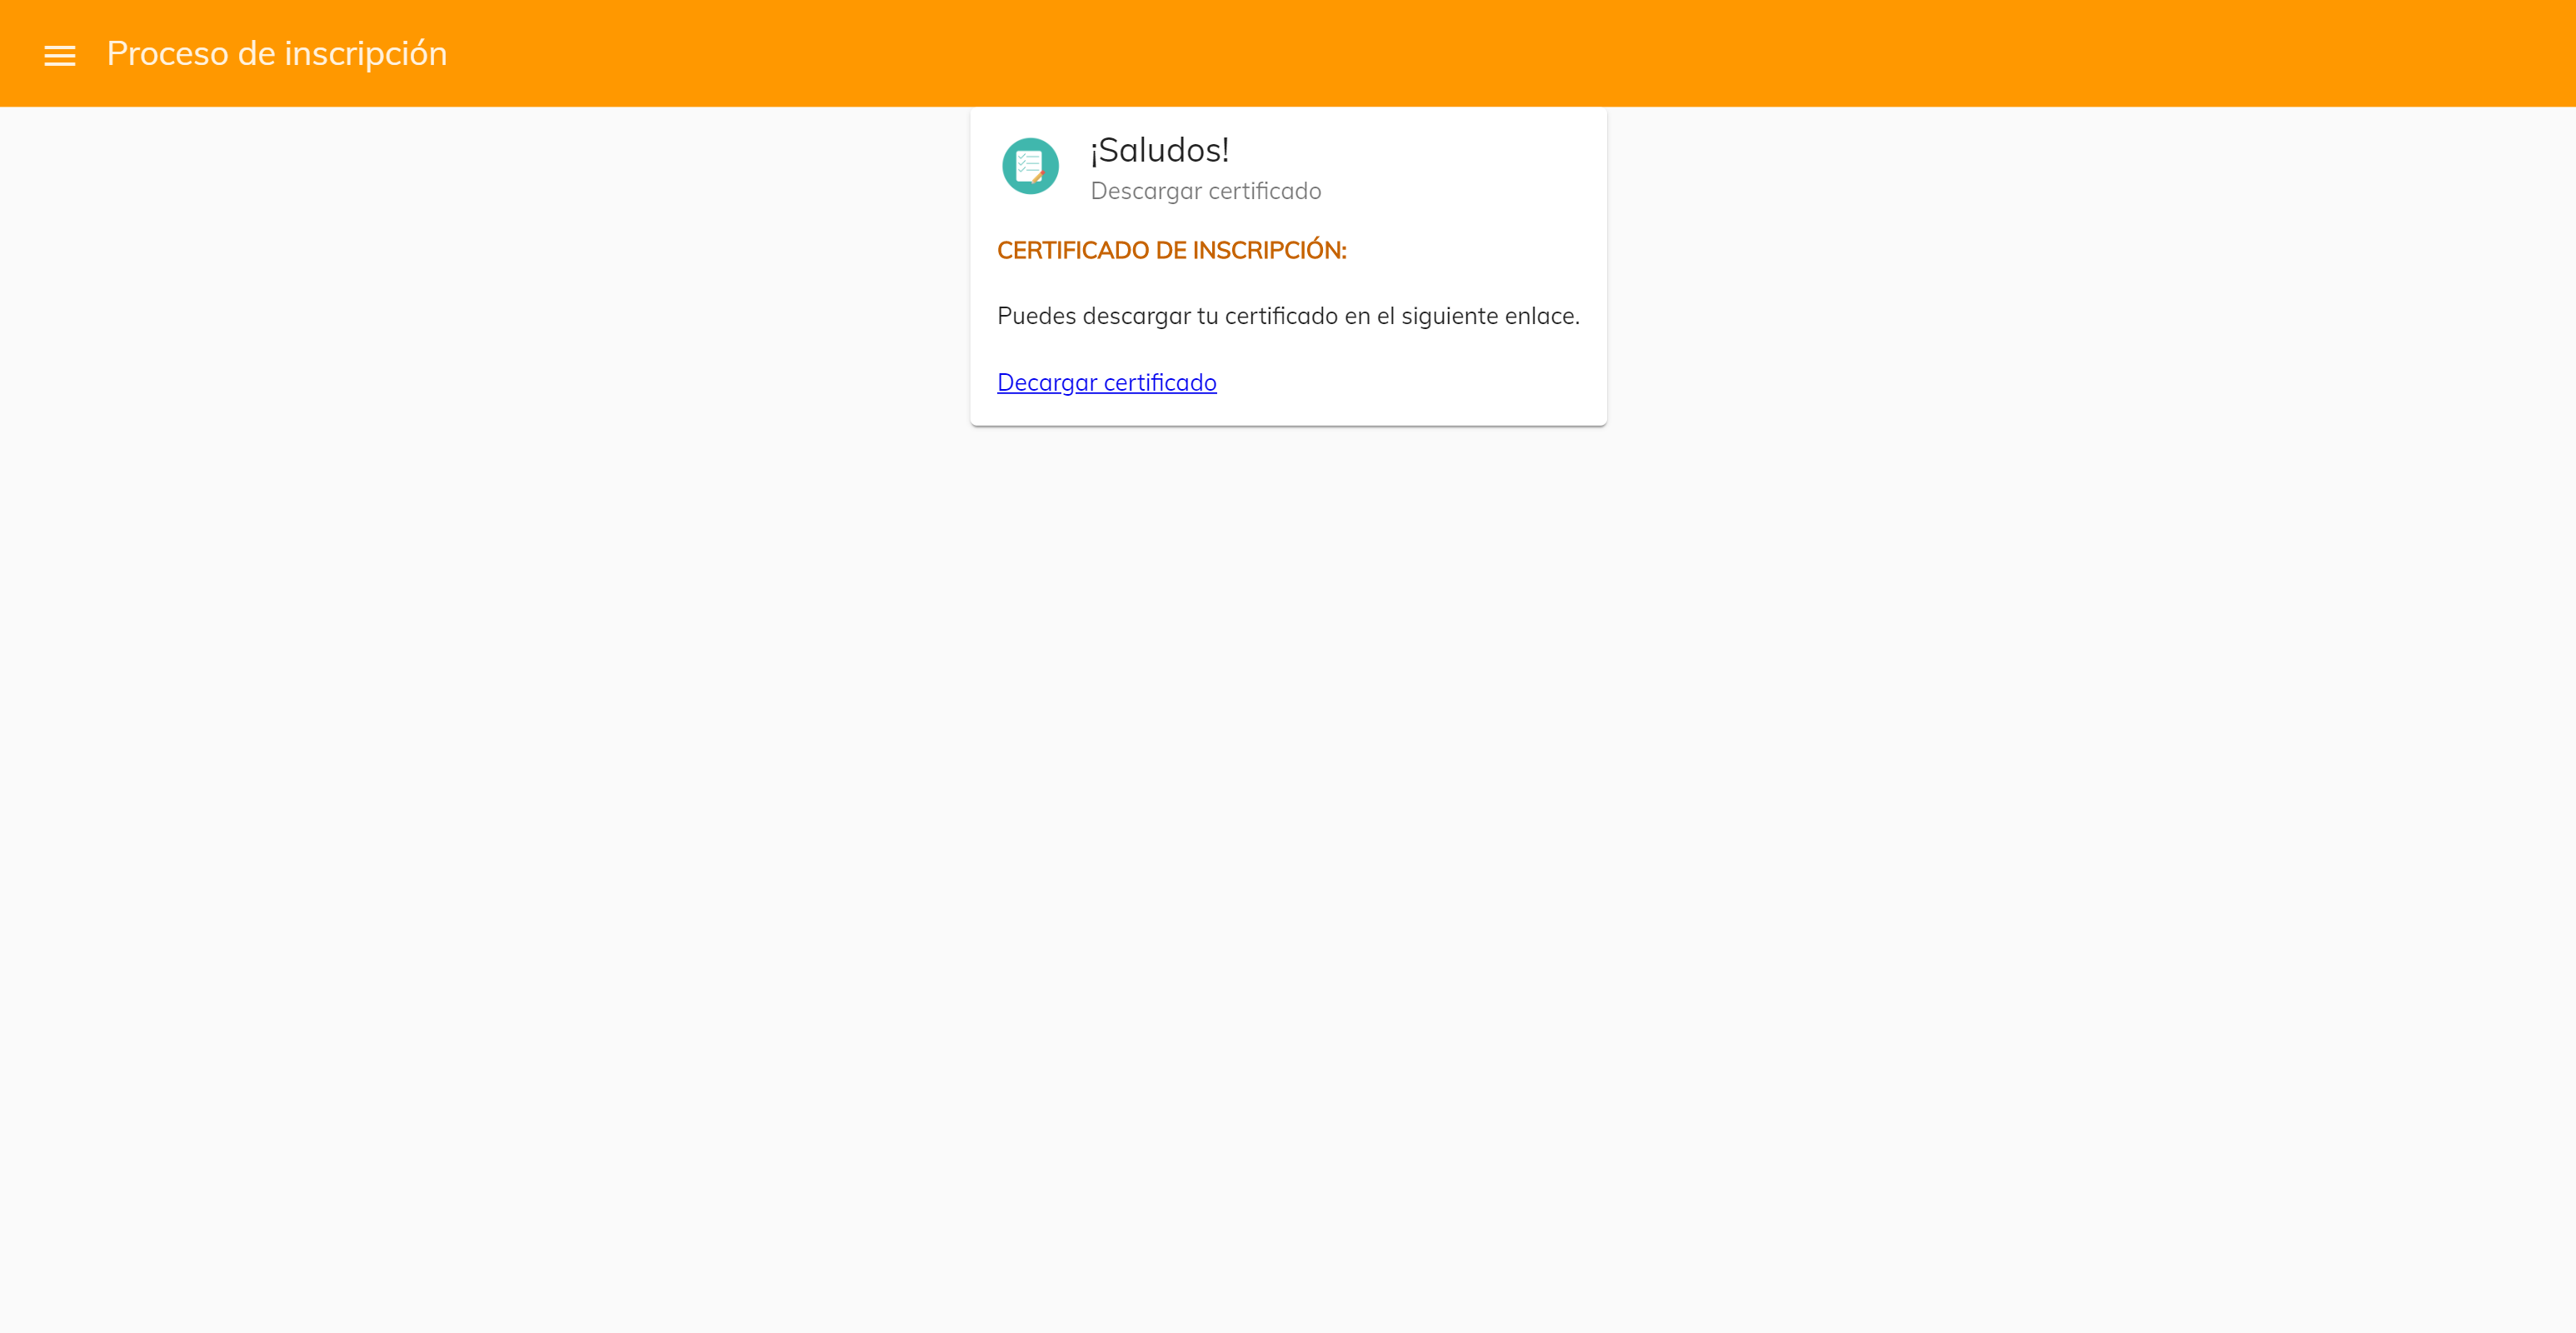 Proceso de inscripción
¡Saludos!
Descargar certificado
CERTIFICADO DE INSCRIPCIÓN:
Puedes descargar tu certificado en el siguiente enlace.
Decargar certificado